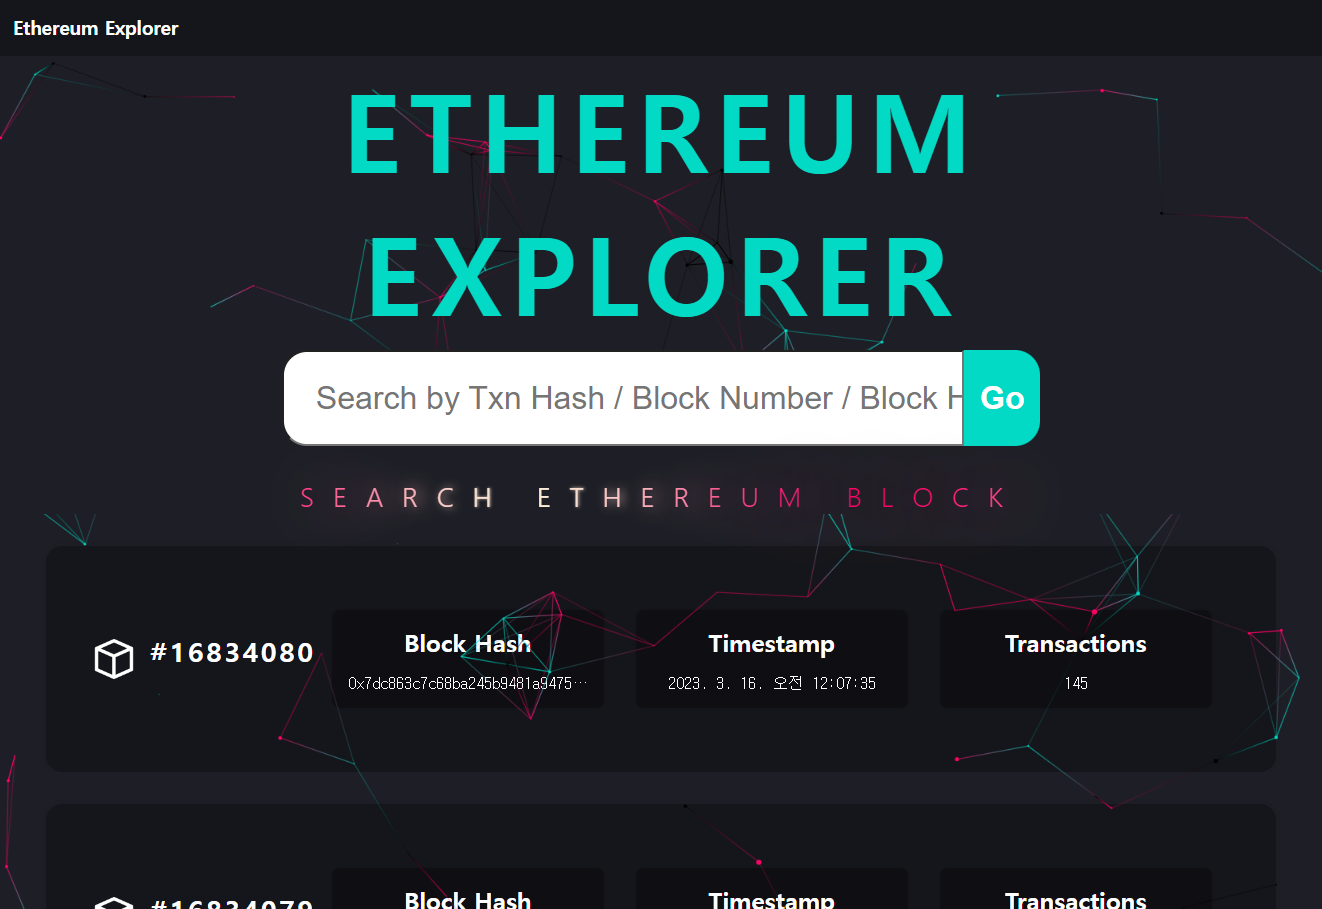 Ethereum Explorer
ETHEREUM
EXPLORER
Search by Txn Hash / Block Number / Block H
Go
SEARCH ETHEREUM BLOCK
#16834080
Block Hash
0x7dc863c7c68ba245b9481a9475…
Timestamp
2023. 3. 16. 오전 12:07:35
Transactions
145
#16834079
Block Hash
Timestamp
Transactions